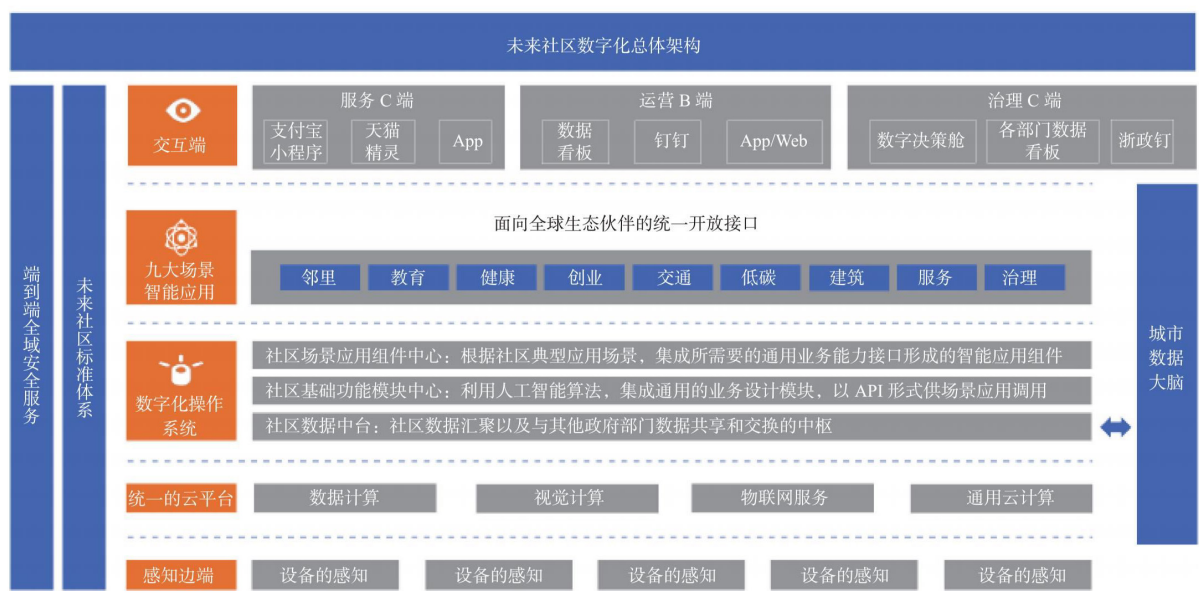 未来社区数字化总体架构
端到端全域安全服务
未来社区标准体系
交互端
服务 C 端
支付宝
小程序
天猫
精灵
App
运营 B 端
数据
看板
钉钉
App/Web
治理 C 端
数字决策舱
各部门数据
看板
浙政钉
九大场景
智能应用
面向全球生态伙伴的统一开放接口
邻里
教育
健康
创业
交通
低碳
建筑
服务
治理
数字化操作
系统
社区场景应用组件中心：根据社区典型应用场景，集成所需要的通用业务能力接口形成的智能应用组件
社区基础功能模块中心：利用人工智能算法，集成通用的业务设计模块，以 API 形式供场景应用调用
社区数据中台：社区数据汇聚以及与其他政府部门数据共享和交换的中枢
统一的云平台
数据计算
视觉计算
物联网服务
通用云计算
感知边端
设备的感知
设备的感知
设备的感知
设备的感知
设备的感知
城市
数据
大脑